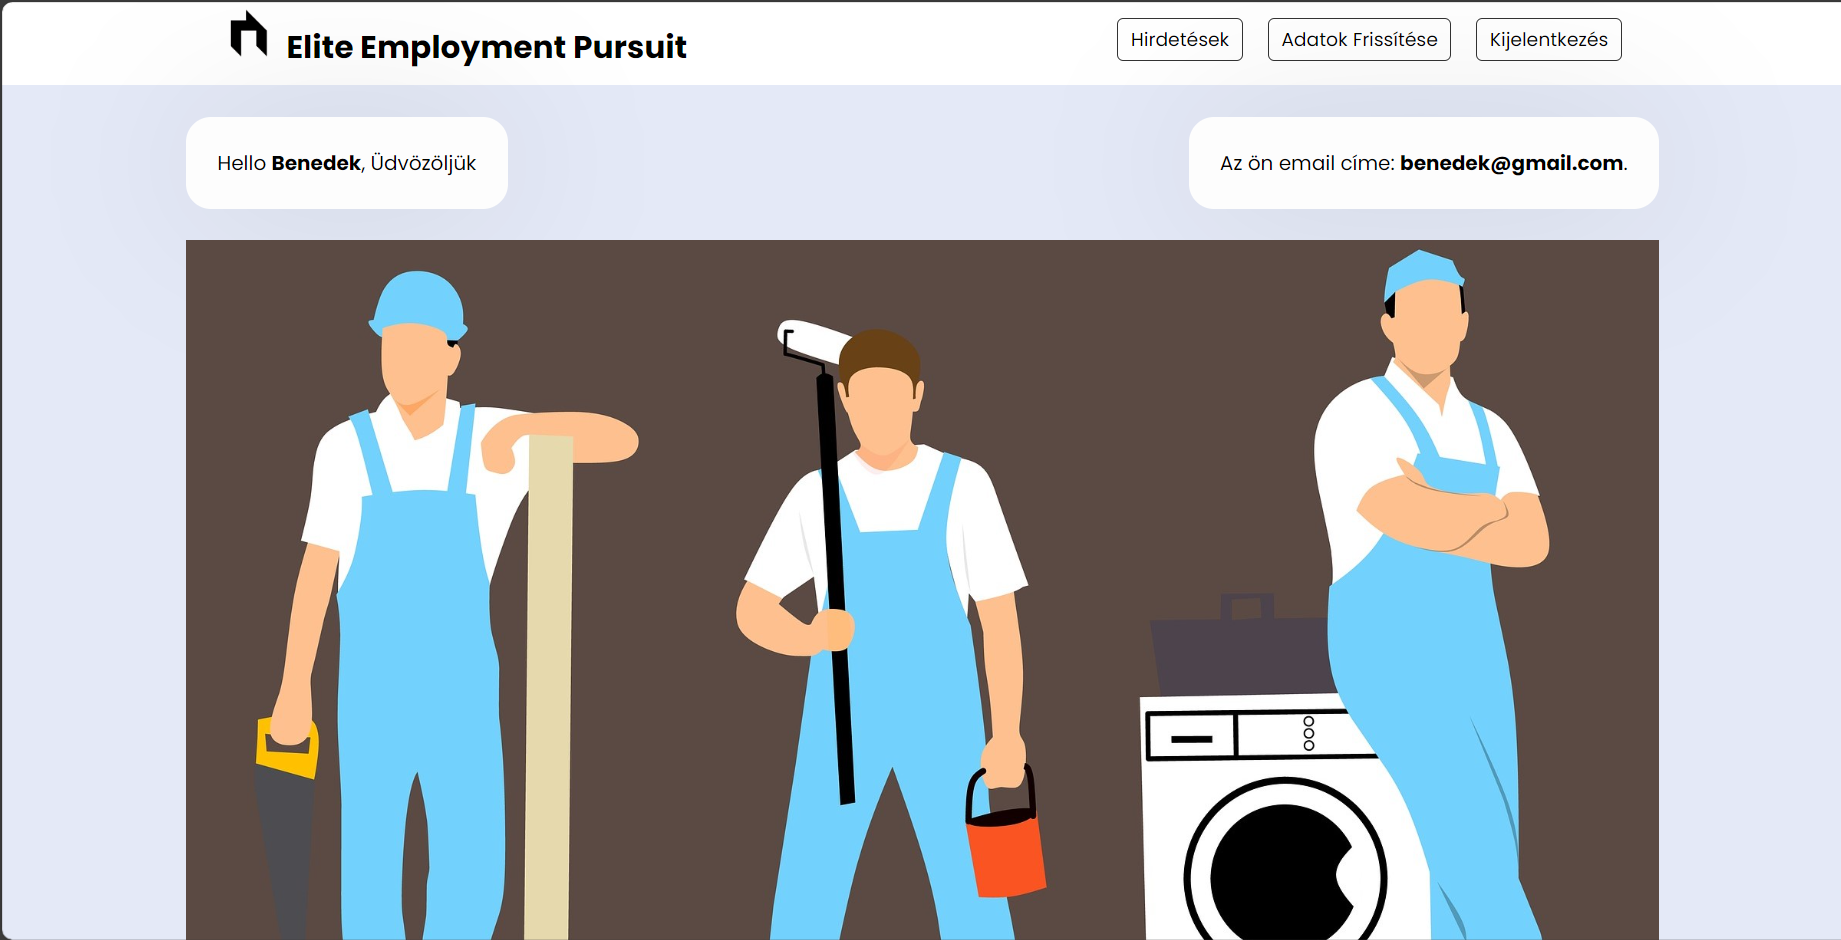 Elite Employment Pursuit
Hirdetések
Adatok Frissítése
Kijelentkezés
Hello Benedek, Üdvözöljük
Az ön email címe: benedek@gmail.com.